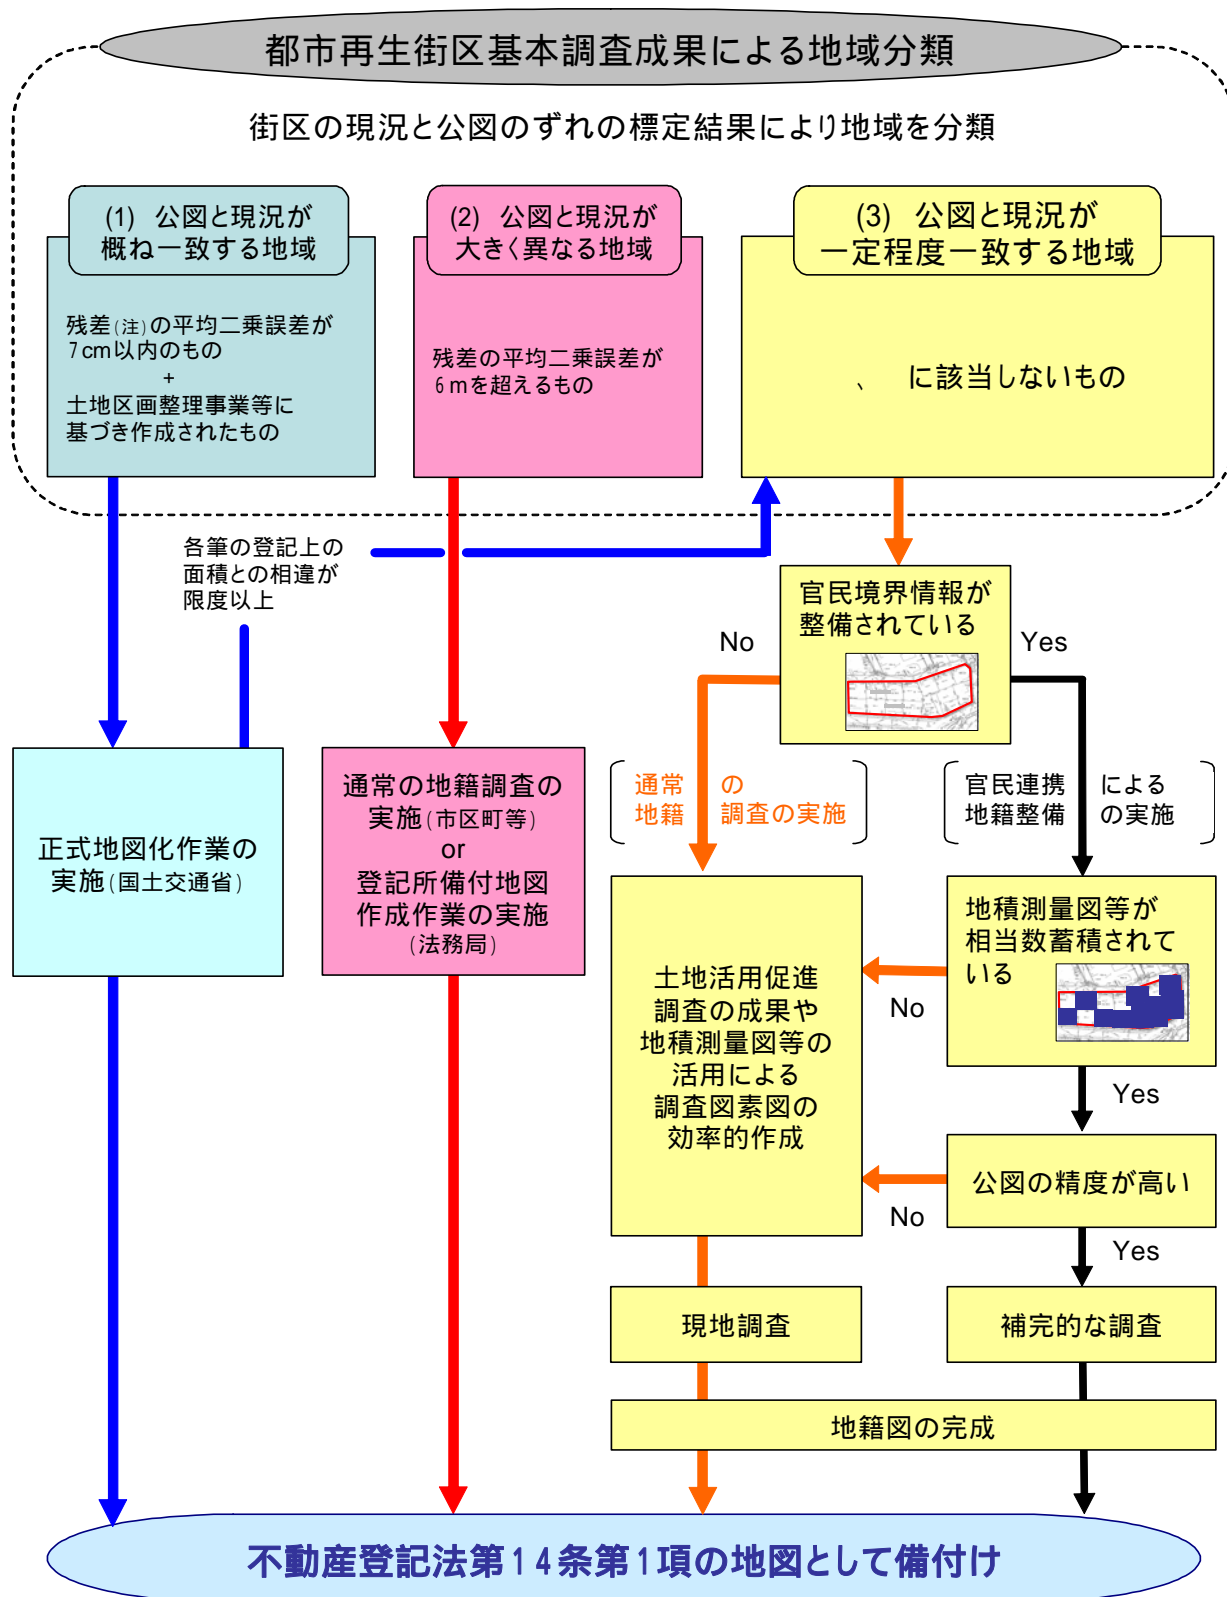 都市再生街区基本調査成果による地域分類
街区の現況と公図のずれの標定結果により地域を分類
(1) 公図と現況が
概ね一致する地域
残差(注)の平均二乗誤差が
7cm以内のもの
+
土地区画整理事業等に
基づき作成されたもの
(2) 公図と現況が
大きく異なる地域
残差の平均二乗誤差が
6mを超えるもの
(3) 公図と現況が
一定程度一致する地域
、 に該当しないもの
各筆の登記上の
面積との相違が
限度以上
官民境界情報が
整備されている
No
Yes
正式地図化作業の
実施(国土交通省)
通常の地籍調査の
実施(市区町等)
or
登記所備付地図
作成作業の実施
(法務局)
通常 の
地籍 調査の実施
官民連携 による
地籍整備 の実施
土地活用促進
調査の成果や
地積測量図等の
活用による
調査図素図の
効率的作成
地積測量図等が
相当数蓄積されて
いる
No
Yes
公図の精度が高い
No
Yes
現地調査
補完的な調査
地籍図の完成
不動産登記法第14条第1項の地図として備付け